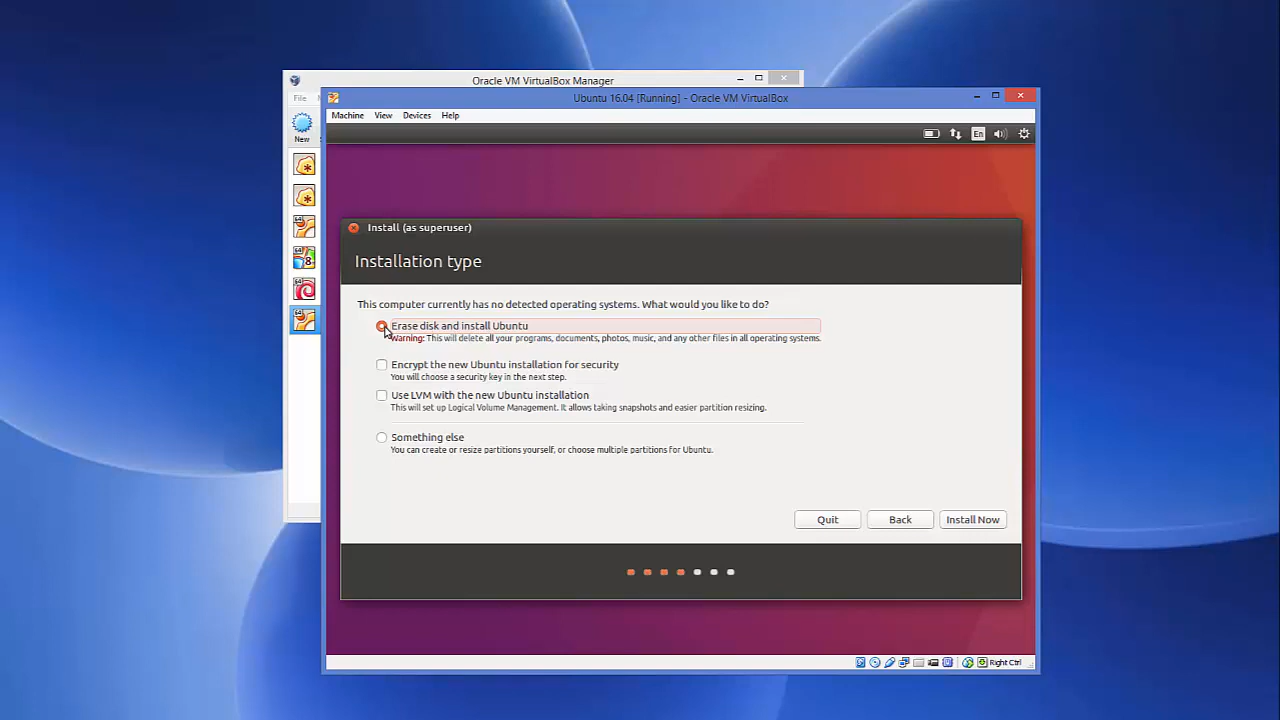 Oracle VM VirtualBox Manager
File
Ubuntu 16.04 [Running] - Oracle VM VirtualBox
Machine View Devices Help
New
En
64
64
8
64
64
Install (as superuser)
Installation type
This computer currently has no detected operating systems. What would you like to do?
Erase disk and install Ubuntu
Warning: This will delete all your programs, documents, photos, music, and any other files in all operating systems.
Encrypt the new Ubuntu installation for security
You will choose a security key in the next step.
Use LVM with the new Ubuntu installation
This will set up Logical Volume Management. It allows taking snapshots and easier partition resizing.
Something else
You can create or resize partitions yourself, or choose multiple partitions for Ubuntu.
Quit Back Install Now
Right Ctrl